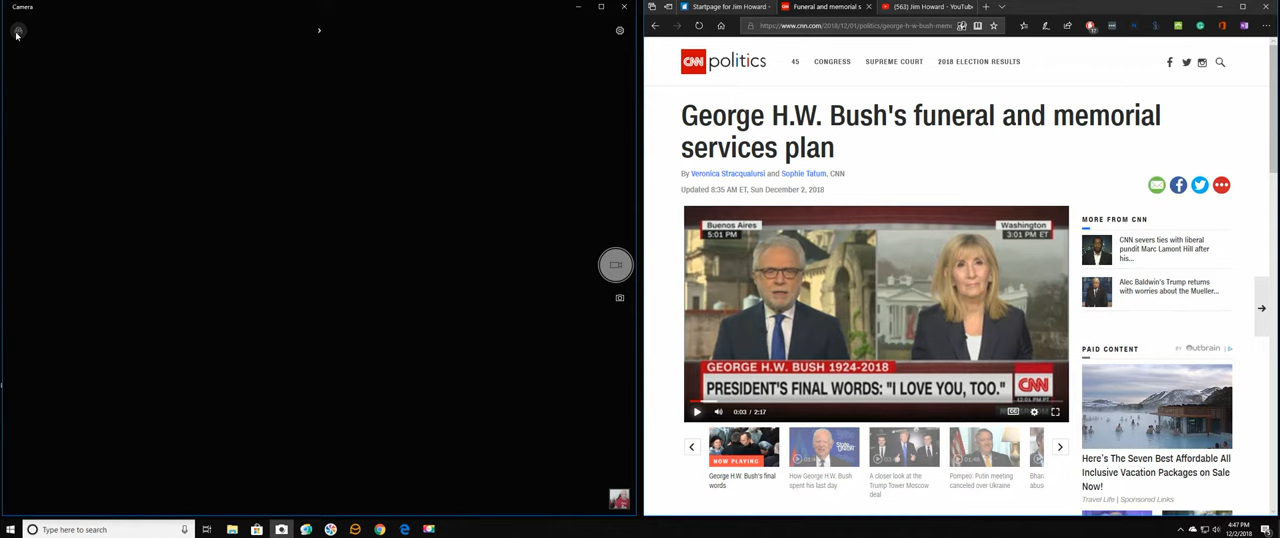 Camera
Startpage for Jim Howard -
Funeral and memorial s
(563) Jim Howard - YouTube
https://www.cnn.com/2018/12/01/politics/george-h-w-bush-memo
CNN politics
45 CONGRESS SUPREME COURT 2018 ELECTION RESULTS
George H.W. Bush's funeral and memorial
services plan
By Veronica Stracqualursi and Sophie Tatum, CNN
Updated 8:35 AM ET, Sun December 2, 2018
Buenos Aires
5:01 PM
Washington
3:01 PM ET
GEORGE H.W. BUSH 1924-2018
PRESIDENT'S FINAL WORDS: "I LOVE YOU, TOO."
CNN
12:01 PM PT
0:03 / 2:17
CC
NOW PLAYING
George H.W. Bush's final
words
How George H.W. Bush
spent his last day
A closer look at the
Trump Tower Moscow
deal
Pompeo: Putin meeting
canceled over Ukraine
MORE FROM CNN
CNN severs ties with liberal
pundit Marc Lamont Hill after
his...
Alec Baldwin's Trump returns
with worries about the Mueller...
PAID CONTENT
BY Outbrain
Here's The Seven Best Affordable All
Inclusive Vacation Packages on Sale
Now!
Travel Life | Sponsored Links
Type here to search
4:47 PM
12/2/2018